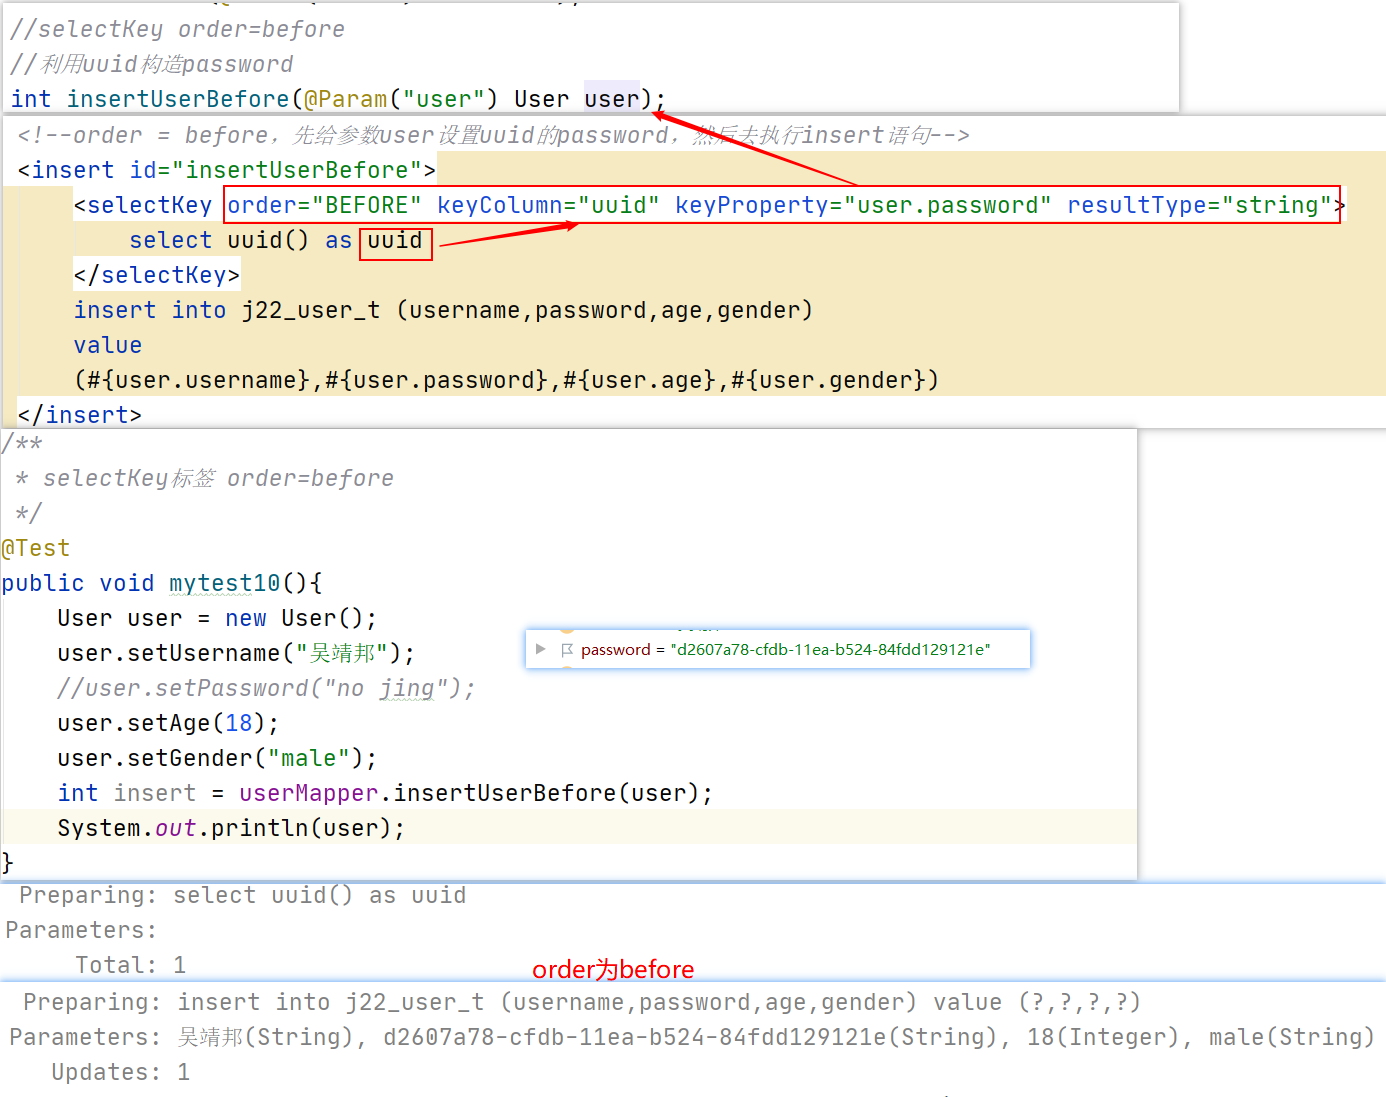 //selectKey order=before
//利用uuid构造password
int insertUserBefore(@Param("user") User user);
<!--order = before，先给参数user设置uuid的password，然后去执行insert语句-->
<insert id="insertUserBefore">
<selectKey order="BEFORE" keyColumn="uuid" keyProperty="user.password" resultType="string">
select uuid() as uuid
</selectKey>
insert into j22_user_t (username,password,age,gender)
value
(#{user.username},#{user.password},#{user.age},#{user.gender})
</insert>
/**
* selectKey标签 order=before
*/
@Test
public void mytest10(){
User user = new User();
user.setUsername("吴靖邦");
password = "d2607a78-cfdb-11ea-b524-84fdd129121e"
//user.setPassword("no jing");
user.setAge(18);
user.setGender("male");
int insert = userMapper.insertUserBefore(user);
System.out.println(user);
}
Preparing: select uuid() as uuid
Parameters:
Total: 1
order为before
Preparing: insert into j22_user_t (username,password,age,gender) value (?,?,?,?)
Parameters: 吴靖邦(String), d2607a78-cfdb-11ea-b524-84fdd129121e(String), 18(Integer), male(String)
Updates: 1